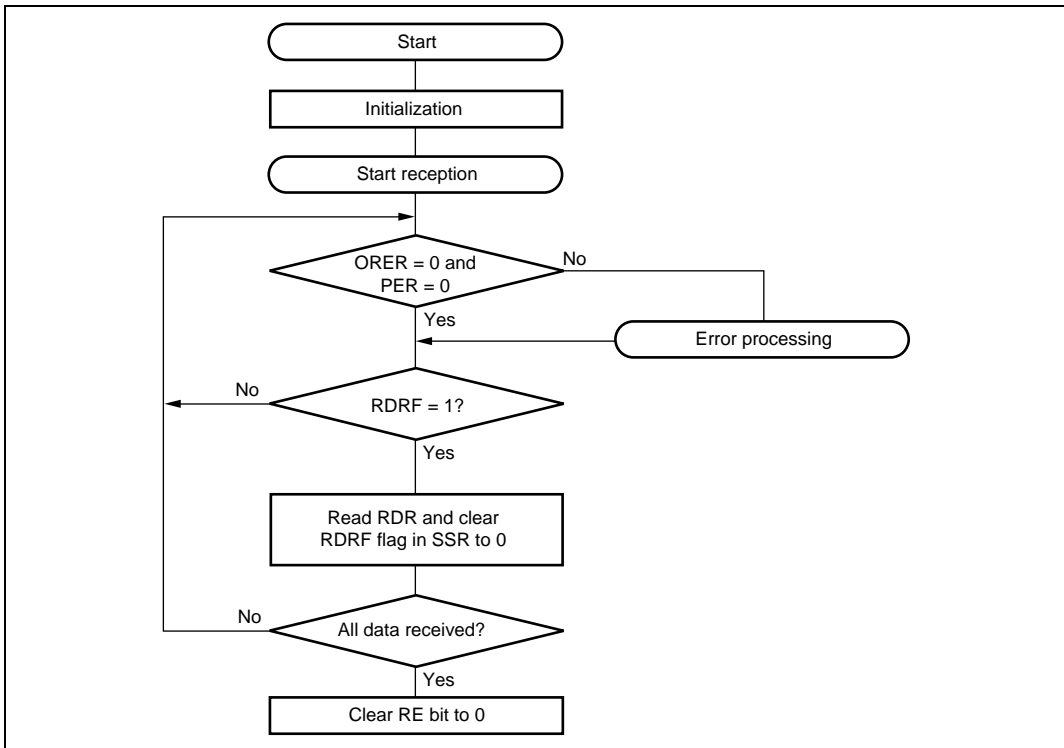 Start
Initialization
Start reception
ORER = 0 and
PER = 0
No
Yes
Error processing
No
RDRF = 1?
Yes
Read RDR and clear
RDRF flag in SSR to 0
No
All data received?
Yes
Clear RE bit to 0